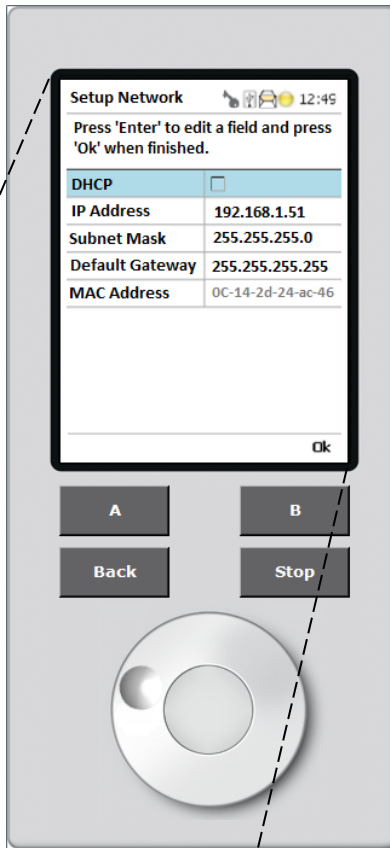 Setup Network 12:49
Press 'Enter' to edit a field and press
'Ok' when finished.
DHCP
IP Address 192.168.1.51
Subnet Mask 255.255.255.0
Default Gateway 255.255.255.255
MAC Address 0C-14-2d-24-ac-46
Ok
A B
Back Stop